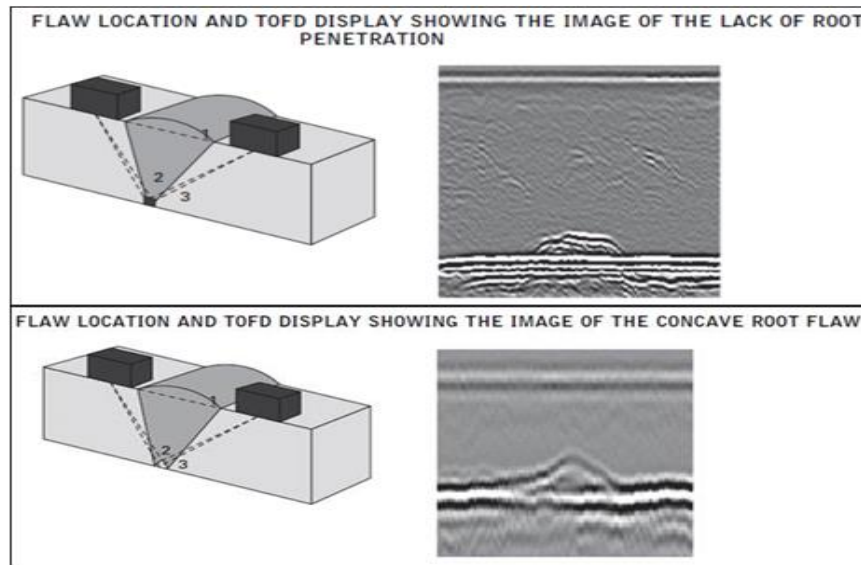 FLAW LOCATION AND TOFD DISPLAY SHOWING THE IMAGE OF THE LACK OF ROOT
PENETRATION
1
2
3
FLAW LOCATION AND TOFD DISPLAY SHOWING THE IMAGE OF THE CONCAVE ROOT FLAW
1
2
3